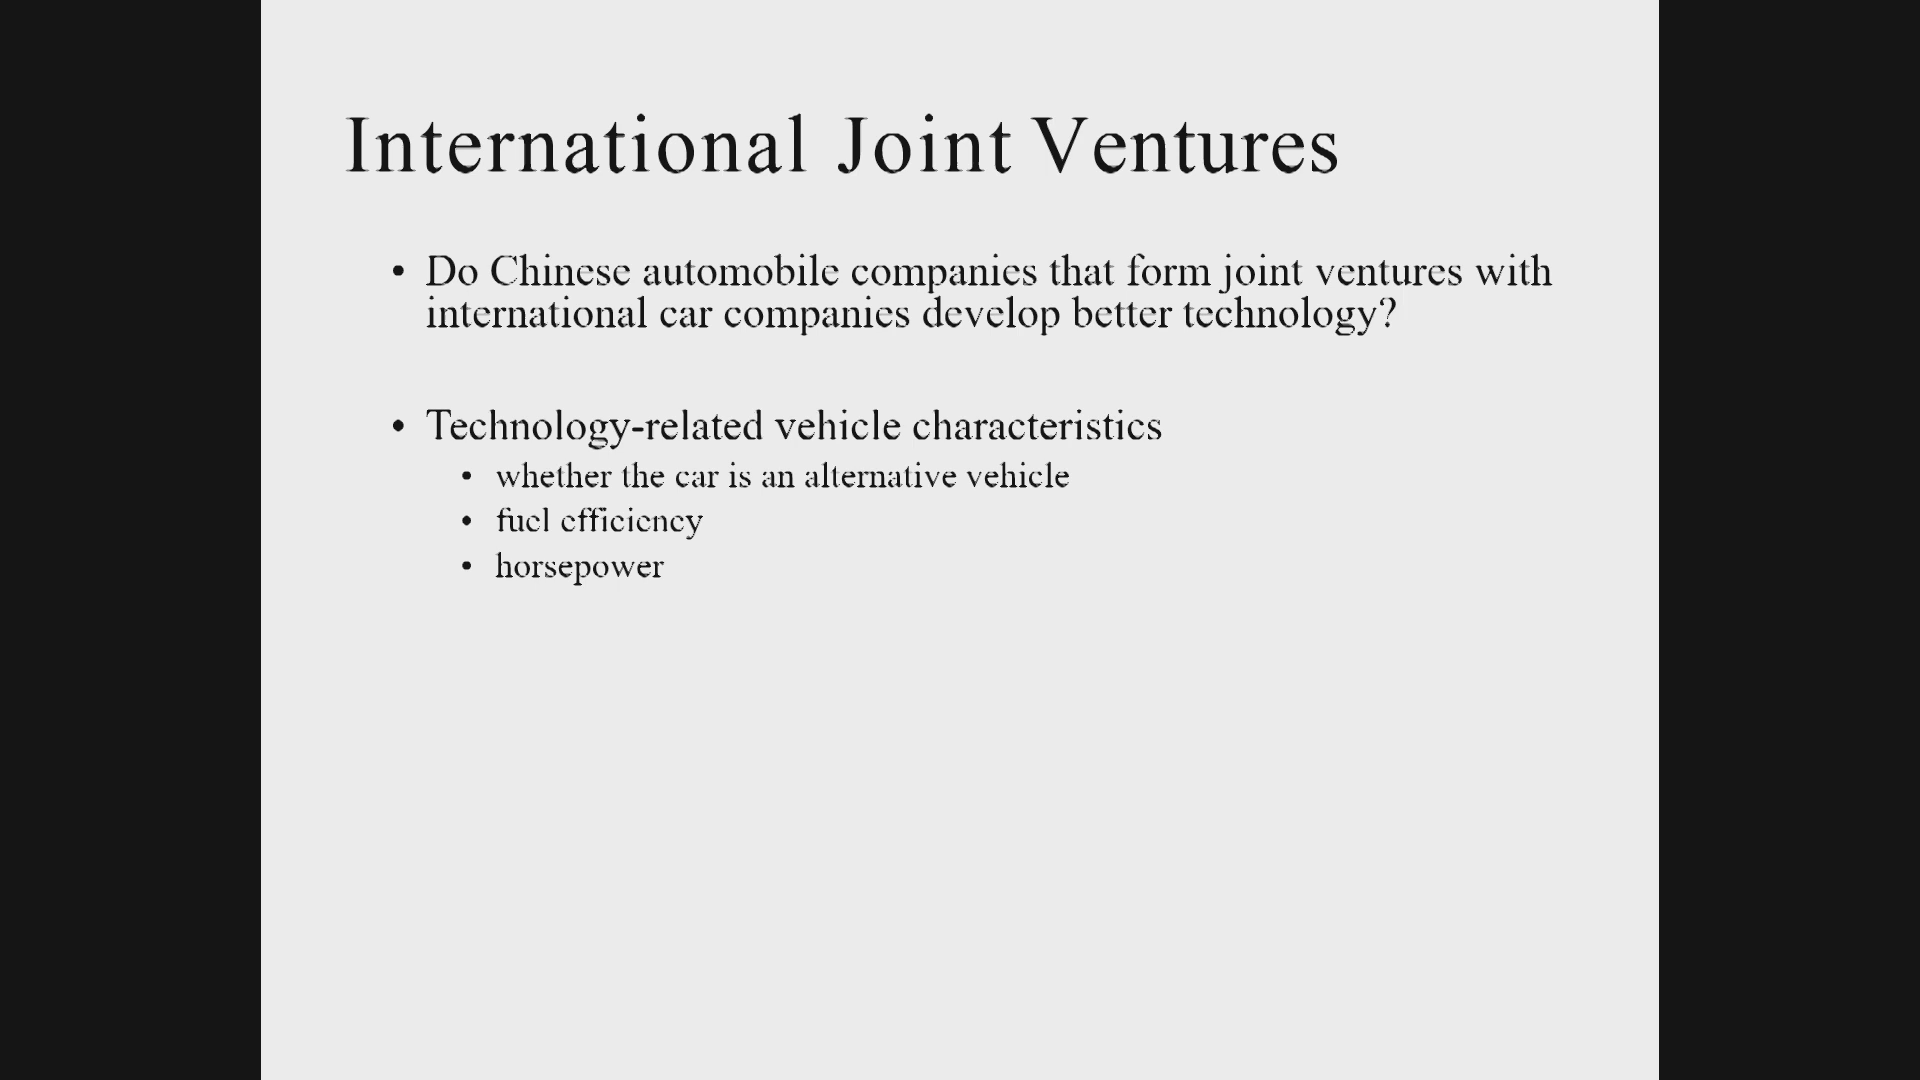 International Joint Ventures
• Do Chinese automobile companies that form joint ventures with
international car companies develop better technology?
• Technology-related vehicle characteristics
• whether the car is an alternative vehicle
• fuel efficiency
• horsepower